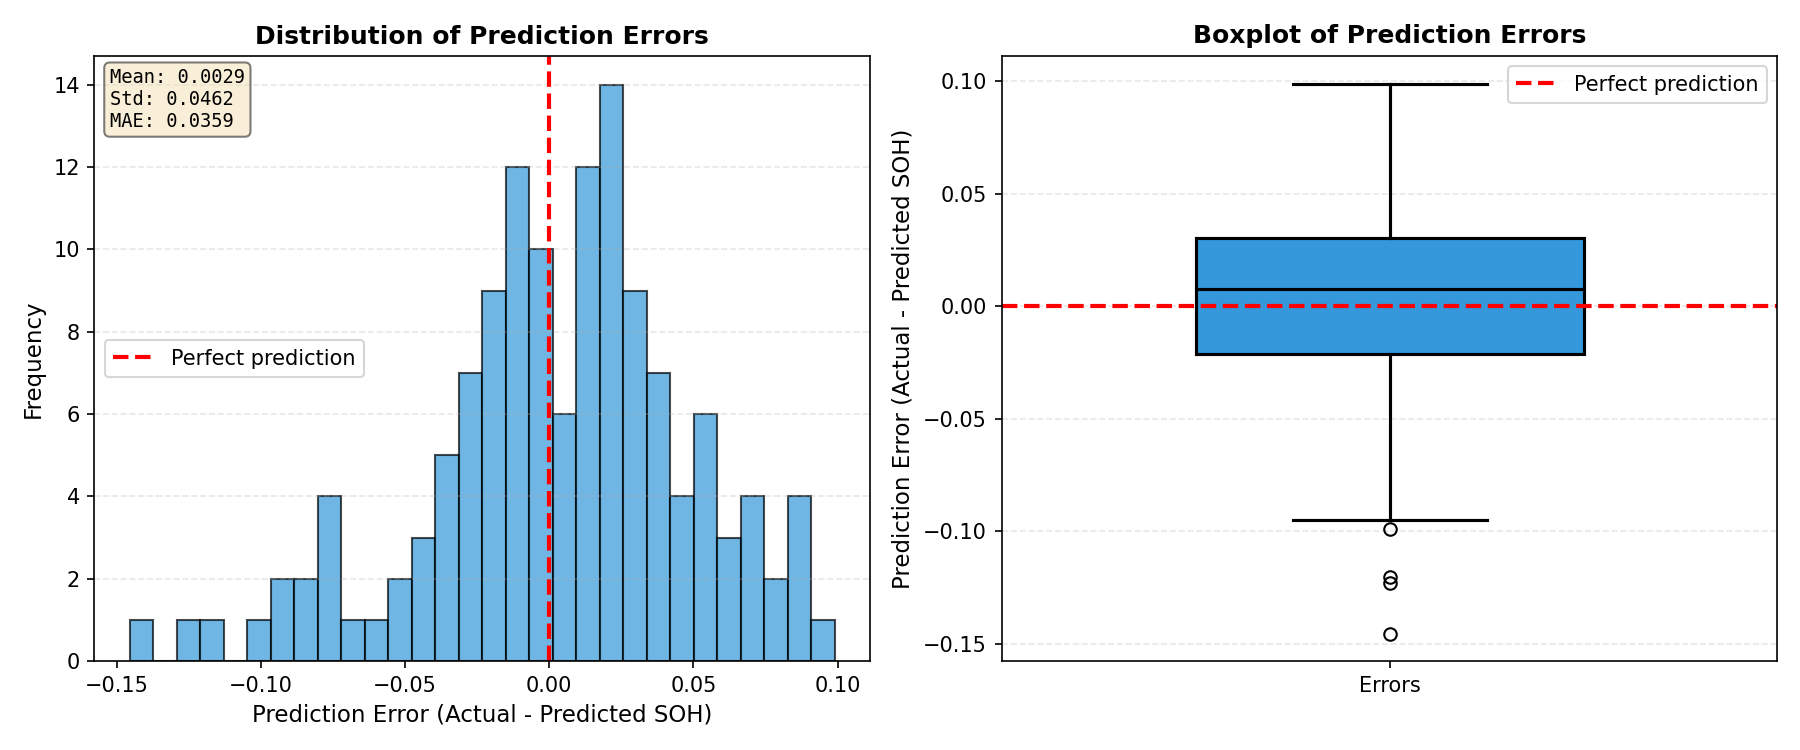 Distribution of Prediction Errors
Mean: 0.0029
Std: 0.0462
MAE: 0.0359
Perfect prediction
Frequency
14
12
10
8
6
4
2
0
−0.15
−0.10
−0.05
0.00
0.05
0.10
Prediction Error (Actual - Predicted SOH)
Boxplot of Prediction Errors
Perfect prediction
Prediction Error (Actual - Predicted SOH)
0.10
0.05
0.00
−0.05
−0.10
−0.15
Errors